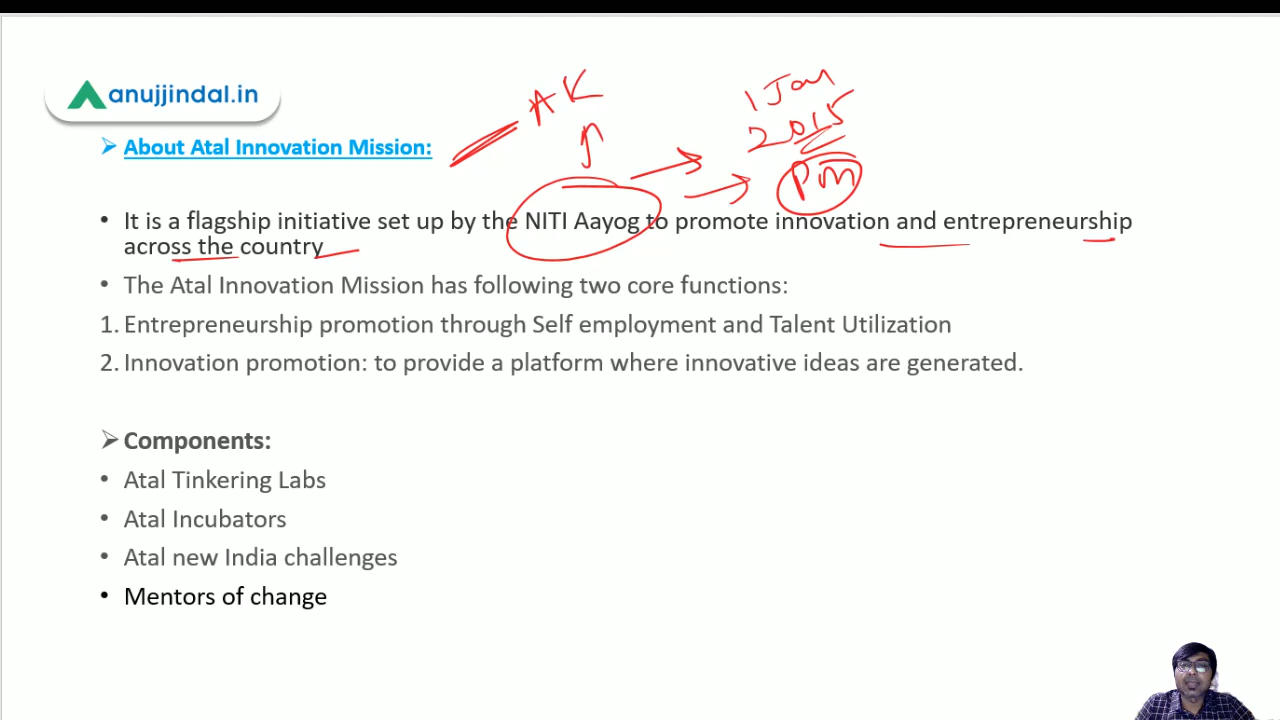 anujjindal.in
AK
1 Jan
2015
PM
➢ About Atal Innovation Mission:
• It is a flagship initiative set up by the NITI Aayog to promote innovation and entrepreneurship
across the country
• The Atal Innovation Mission has following two core functions:
1. Entrepreneurship promotion through Self employment and Talent Utilization
2. Innovation promotion: to provide a platform where innovative ideas are generated.
➢ Components:
• Atal Tinkering Labs
• Atal Incubators
• Atal new India challenges
• Mentors of change